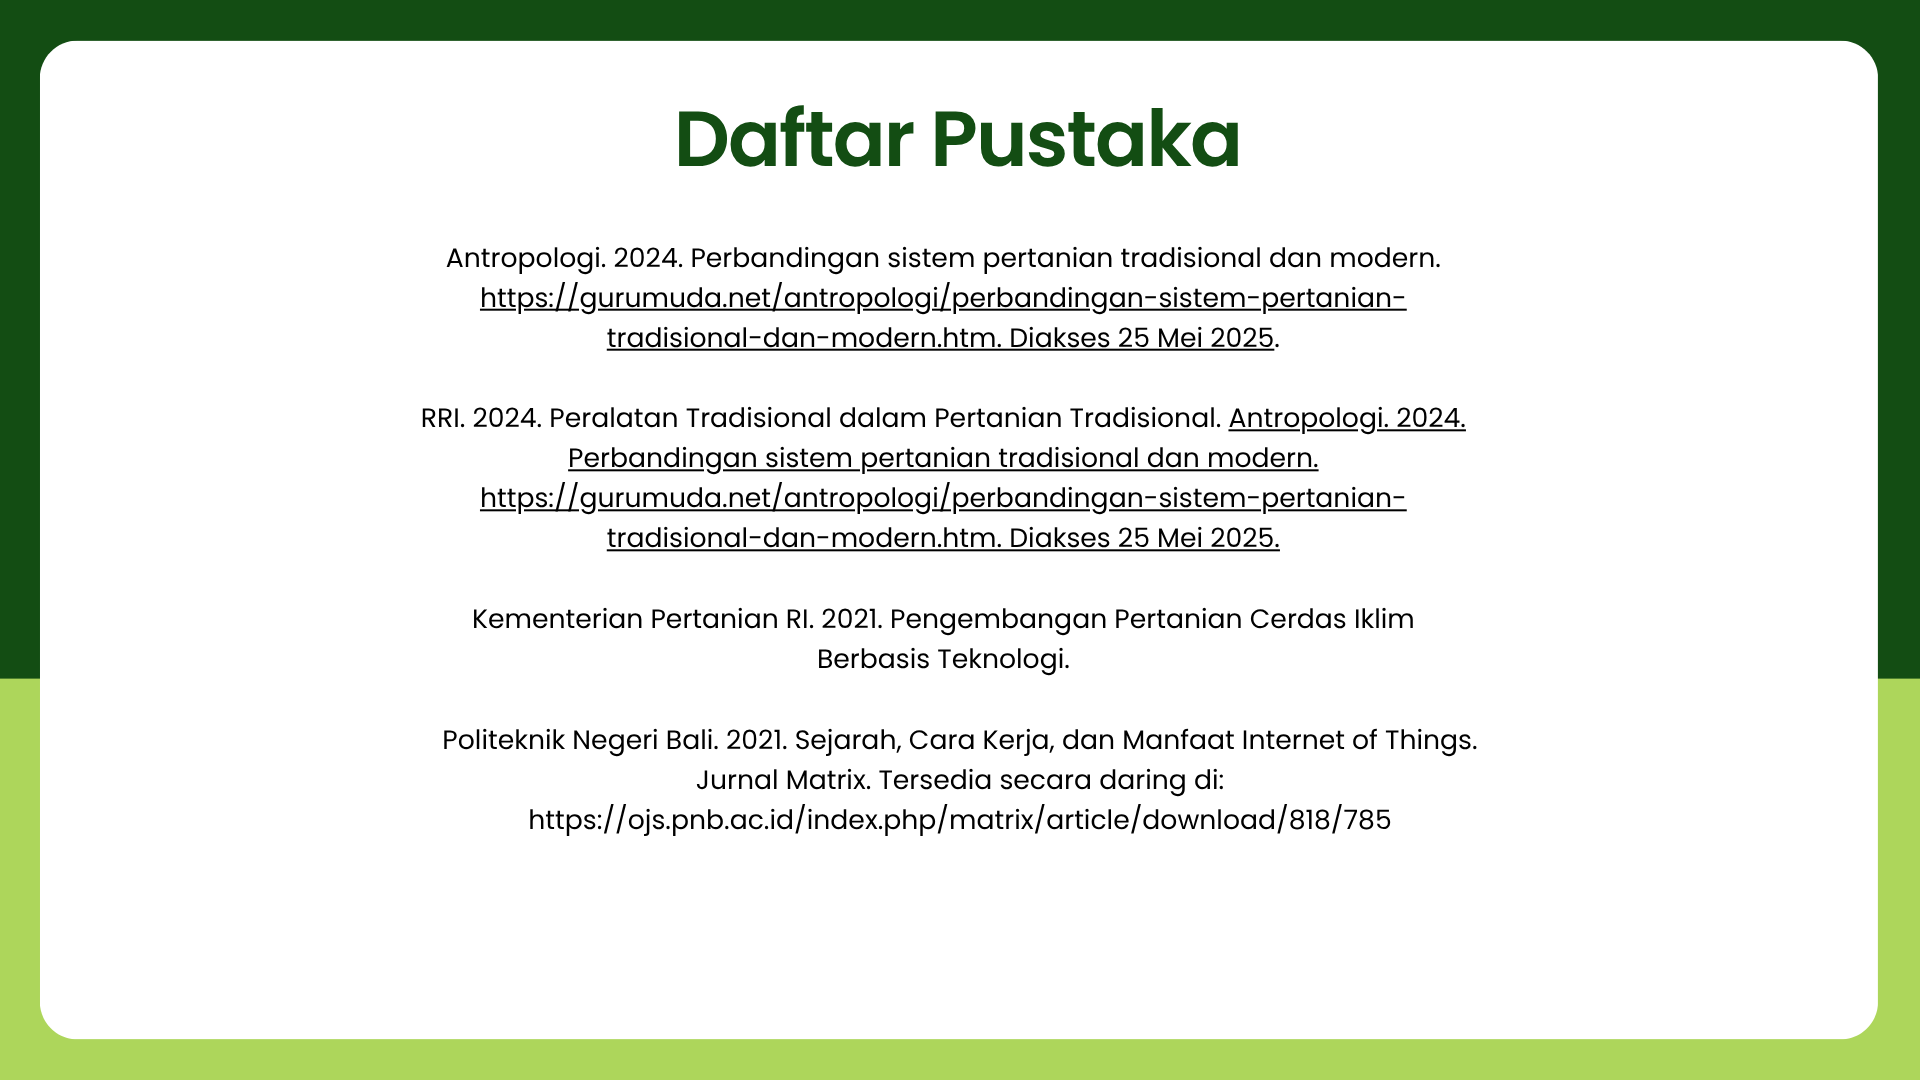 Daftar Pustaka
Antropologi. 2024. Perbandingan sistem pertanian tradisional dan modern.
https://gurumuda.net/antropologi/perbandingan-sistem-pertanian-
tradisional-dan-modern.htm. Diakses 25 Mei 2025.
RRI. 2024. Peralatan Tradisional dalam Pertanian Tradisional. Antropologi. 2024.
Perbandingan sistem pertanian tradisional dan modern.
https://gurumuda.net/antropologi/perbandingan-sistem-pertanian-
tradisional-dan-modern.htm. Diakses 25 Mei 2025.
Kementerian Pertanian RI. 2021. Pengembangan Pertanian Cerdas Iklim
Berbasis Teknologi.
Politeknik Negeri Bali. 2021. Sejarah, Cara Kerja, dan Manfaat Internet of Things.
Jurnal Matrix. Tersedia secara daring di:
https://ojs.pnb.ac.id/index.php/matrix/article/download/818/785